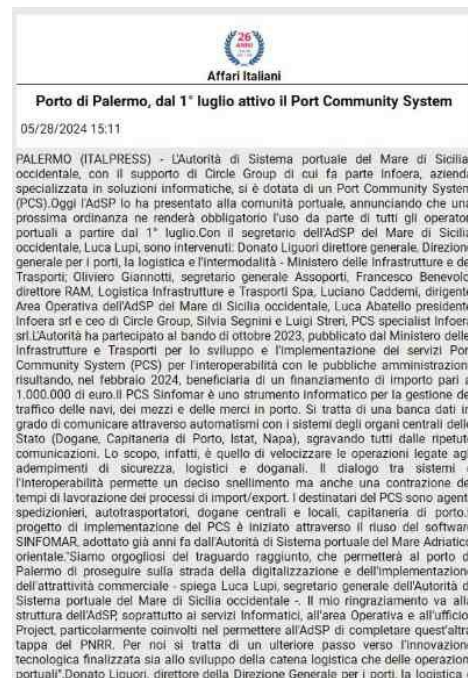 26
ANNI
Affari Italiani
Porto di Palermo, dal 1° luglio attivo il Port Community System
05/28/2024 15:11
PALERMO (ITALPRESS) - L'Autorità di Sistema portuale del Mare di Sicilia
occidentale, con il supporto di Circle Group di cui fa parte Infoera, azienda
specializzata in soluzioni informatiche, si è dotata di un Port Community System
(PCS).Oggi l'AdSP lo ha presentato alla comunità portuale, annunciando che una
prossima ordinanza ne renderà obbligatorio l'uso da parte di tutti gli operator
portuali a partire dal 1° luglio.Con il segretario dell'AdSP del Mare di Sicilia
occidentale, Luca Lupi, sono intervenuti: Donato Liguori direttore generale, Direzion
generale per i porti, la logistica e l'intermodalità - Ministero delle Infrastrutture e de
Trasporti; Oliviero Giannotti, segretario generale Assoporti, Francesco Benevolo
direttore RAM, Logistica Infrastrutture e Trasporti Spa, Luciano Caddemi, dirigente
Area Operativa dell'AdSP del Mare di Sicilia occidentale, Luca Abatello presidente
Infoera srl e ceo di Circle Group, Silvia Segnini e Luigi Streri, PCS specialist Infoera
srl.L'Autorità ha partecipato al bando di ottobre 2023, pubblicato dal Ministero delle
Infrastrutture e Trasporti per lo sviluppo e l'implementazione dei servizi Por
Community System (PCS) per l'interoperabilità con le pubbliche amministrazion
risultando, nel febbraio 2024, beneficiaria di un finanziamento di importo pari a
1.000.000 di euro.Il PCS Sinfomar è uno strumento informatico per la gestione de
traffico delle navi, dei mezzi e delle merci in porto. Si tratta di una banca dati in
grado di comunicare attraverso automatismi con i sistemi degli organi centrali delle
Stato (Dogane, Capitaneria di Porto, Istat, Napa), sgravando tutti dalle ripetute
comunicazioni. Lo scopo, infatti, è quello di velocizzare le operazioni legate agl
adempimenti di sicurezza, logistici e doganali. Il dialogo tra sistemi e
l'interoperabilità permette un deciso snellimento ma anche una contrazione de
tempi di lavorazione dei processi di import/export. I destinatari del PCS sono agent
spedizionieri, autotrasportatori, dogane centrali e locali, capitaneria di porto.I
progetto di implementazione del PCS è iniziato attraverso il riuso del software
SINFOMAR, adottato già anni fa dall'Autorità di Sistema portuale del Mare Adriatico
orientale."Siamo orgogliosi del traguardo raggiunto, che permetterà al porto d
Palermo di proseguire sulla strada della digitalizzazione e dell'implementazione
dell'attrattività commerciale - spiega Luca Lupi, segretario generale dell'Autorità d
Sistema portuale del Mare di Sicilia occidentale -. Il mio ringraziamento va alla
struttura dell'AdSP, soprattutto ai servizi Informatici, all'area Operativa e all'ufficio
Project, particolarmente coinvolti nel permettere all'AdSP di completare quest'altra
tappa del PNRR. Per noi si tratta di un ulteriore passo verso l'innovazione
tecnologica finalizzata sia allo sviluppo della catena logistica che delle operazion
portuali".Donato Liguori, direttore della Direzione Generale per i porti, la logistica e